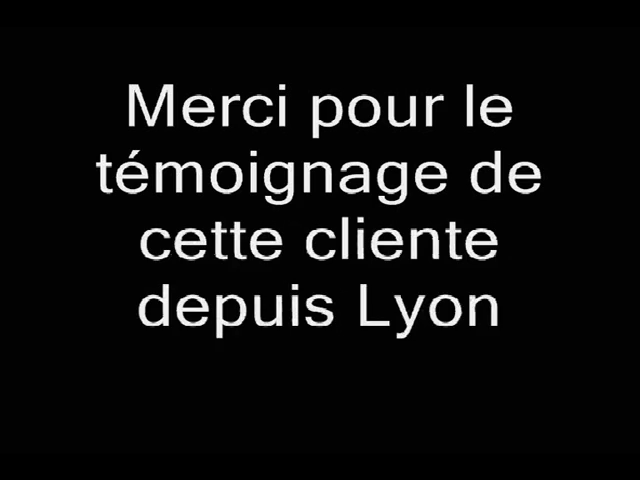 Merci pour le
témoignage de
cette cliente
depuis Lyon